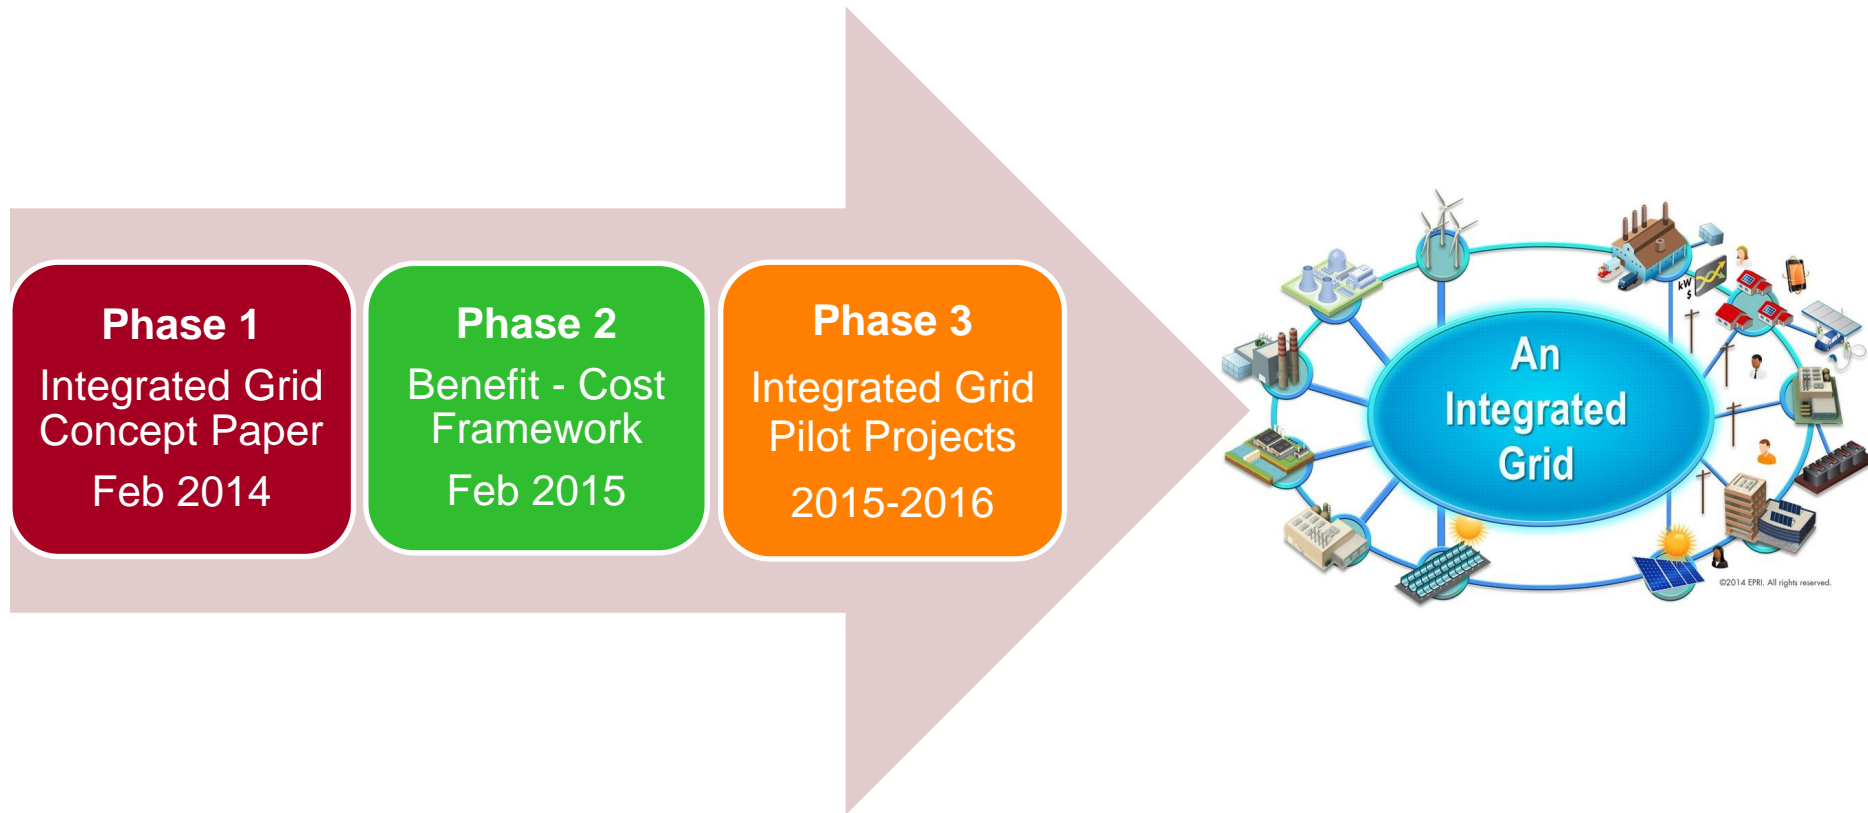 Phase 1
Integrated Grid
Concept Paper
Feb 2014
Phase 2
Benefit - Cost
Framework
Feb 2015
Phase 3
Integrated Grid
Pilot Projects
2015-2016
kW
$
An
Integrated
Grid
©2014 EPRI. All rights reserved.